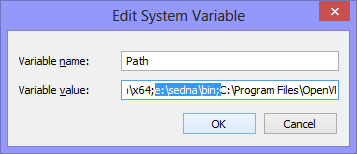 Edit System Variable
Variable name: Path
Variable value: \x64;e:\sedna\bin;C:\Program Files\OpenV
OK Cancel